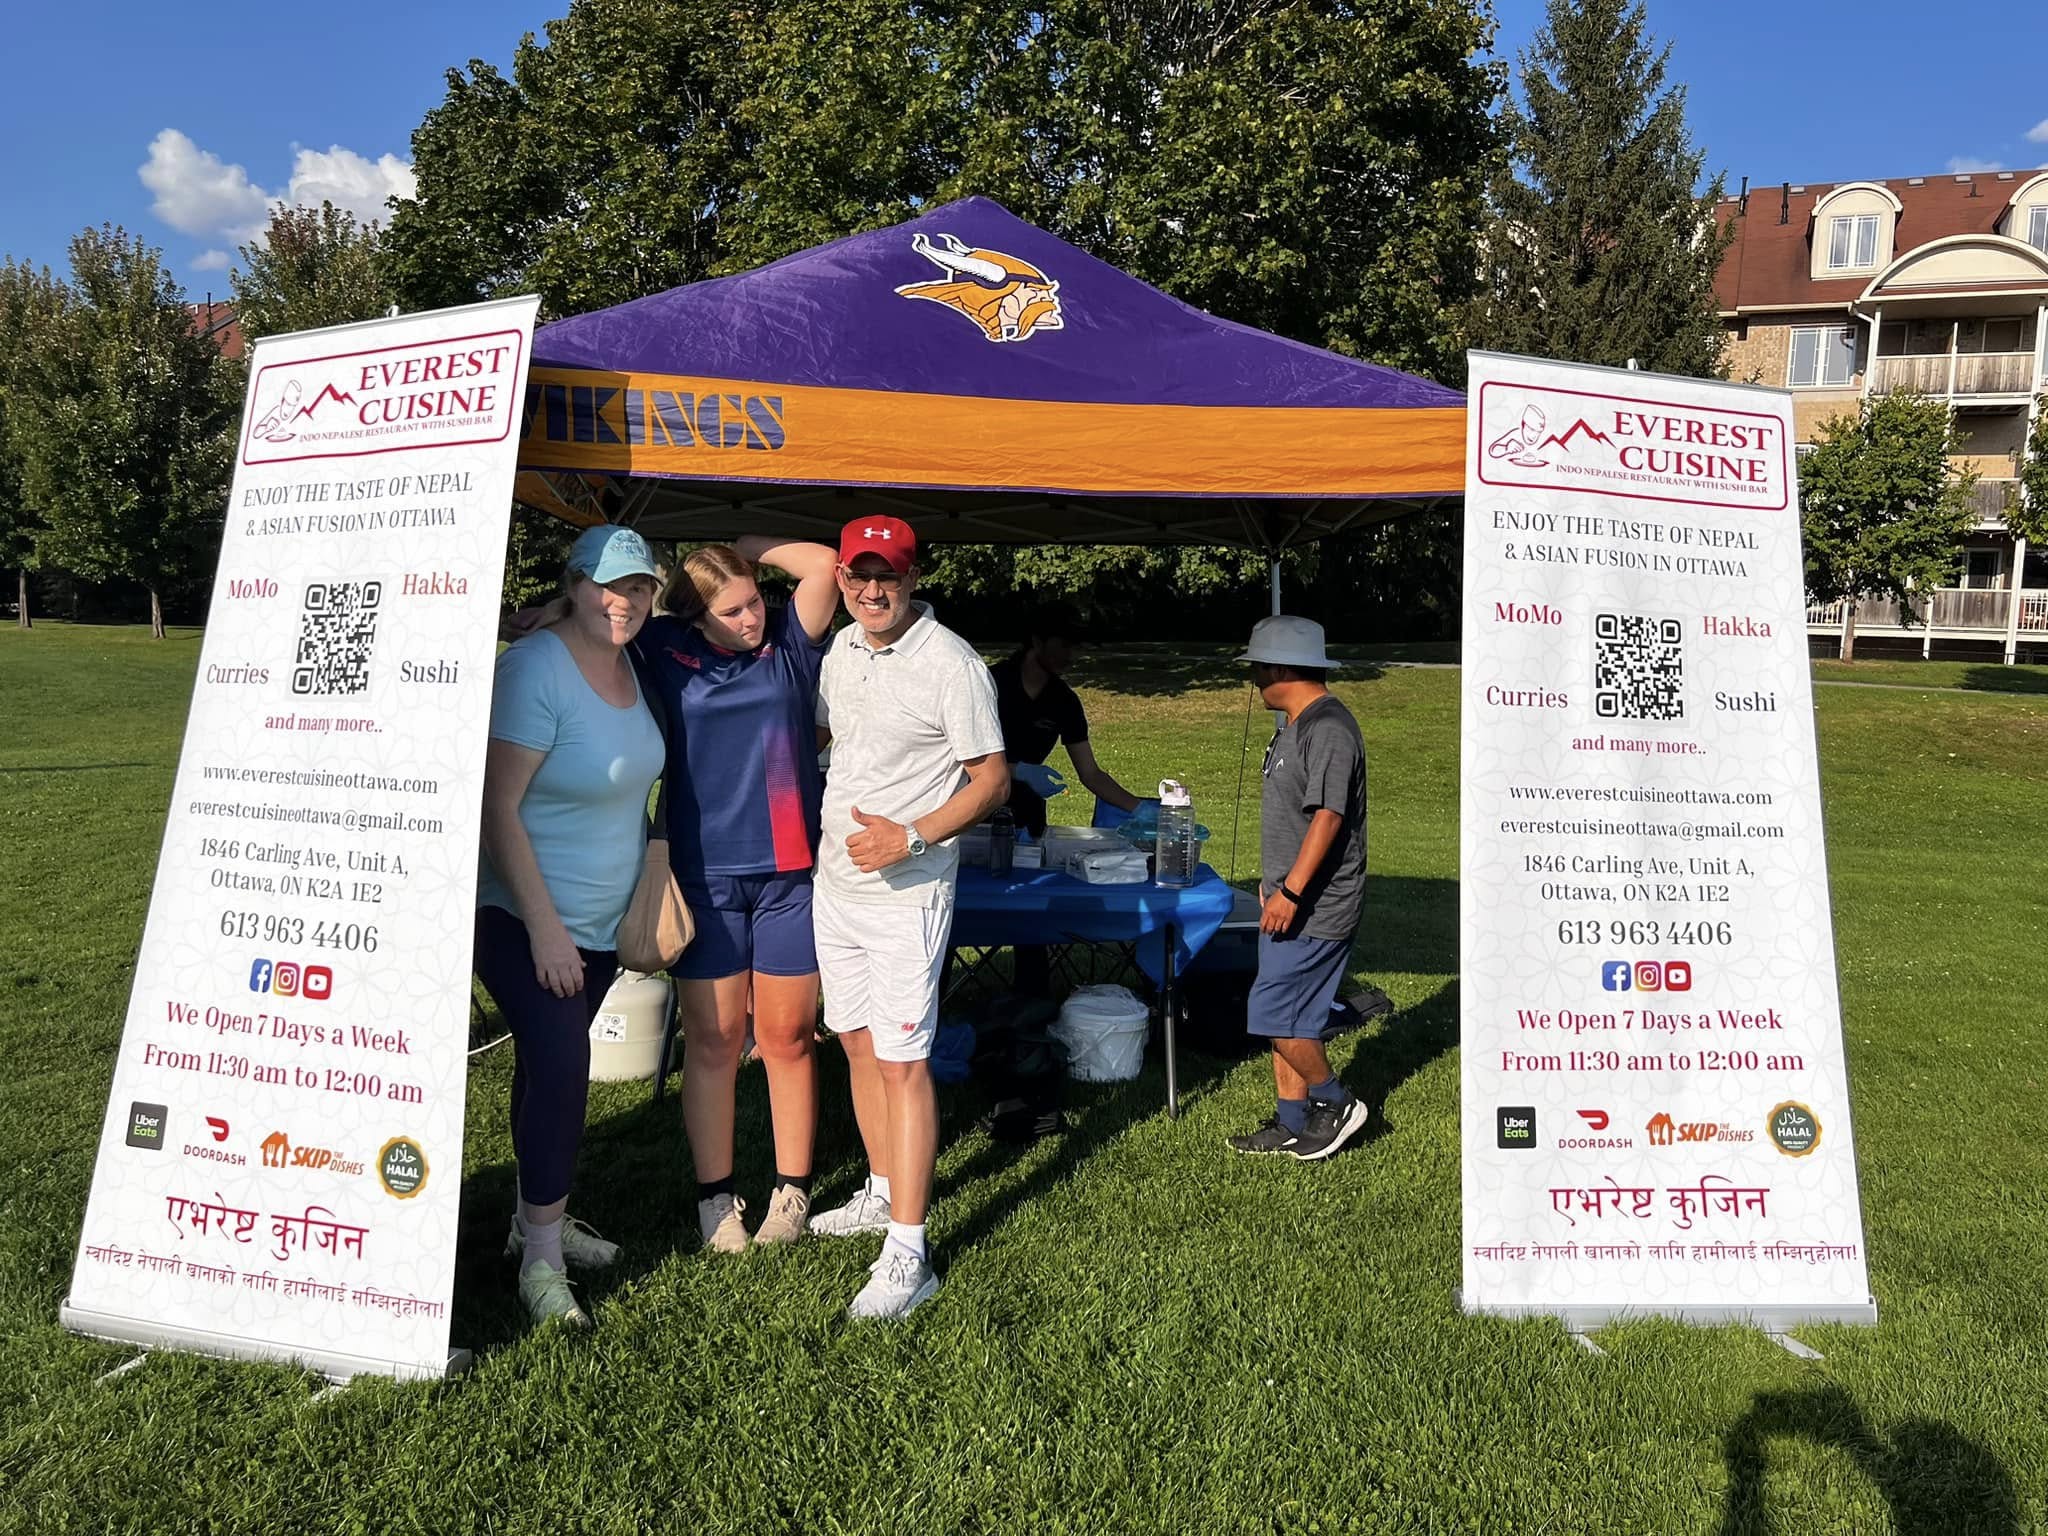 EVEREST
CUISINE
INDO NEPALESE RESTAURANT WITH SUSHI BAR
ENJOY THE TASTE OF NEPAL
& ASIAN FUSION IN OTTAWA
MoMo
Hakka
Curries
Sushi
and many more..
www.everestcuisineottawa.com
everestcuisineottawa@gmail.com
1846 Carling Ave, Unit A,
Ottawa, ON K2A 1E2
613 963 4406
We Open 7 Days a Week
From 11:30 am to 12:00 am
Uber
Eats
DOORDASH
SKIP THE DISHES
حلال
HALAL
एभरेष्ट कुजिन
स्वादिष्ट नेपाली खानाको लागि हामीलाई सम्झिनुहोला!
VIKINGS
EVEREST
CUISINE
INDO NEPALESE RESTAURANT WITH SUSHI BAR
ENJOY THE TASTE OF NEPAL
& ASIAN FUSION IN OTTAWA
MoMo
Hakka
Curries
Sushi
and many more..
www.everestcuisineottawa.com
everestcuisineottawa@gmail.com
1846 Carling Ave, Unit A,
Ottawa, ON K2A 1E2
613 963 4406
We Open 7 Days a Week
From 11:30 am to 12:00 am
Uber
Eats
DOORDASH
SKIP THE DISHES
حلال
HALAL
एभरेष्ट कुजिन
स्वादिष्ट नेपाली खानाको लागि हामीलाई सम्झिनुहोला!